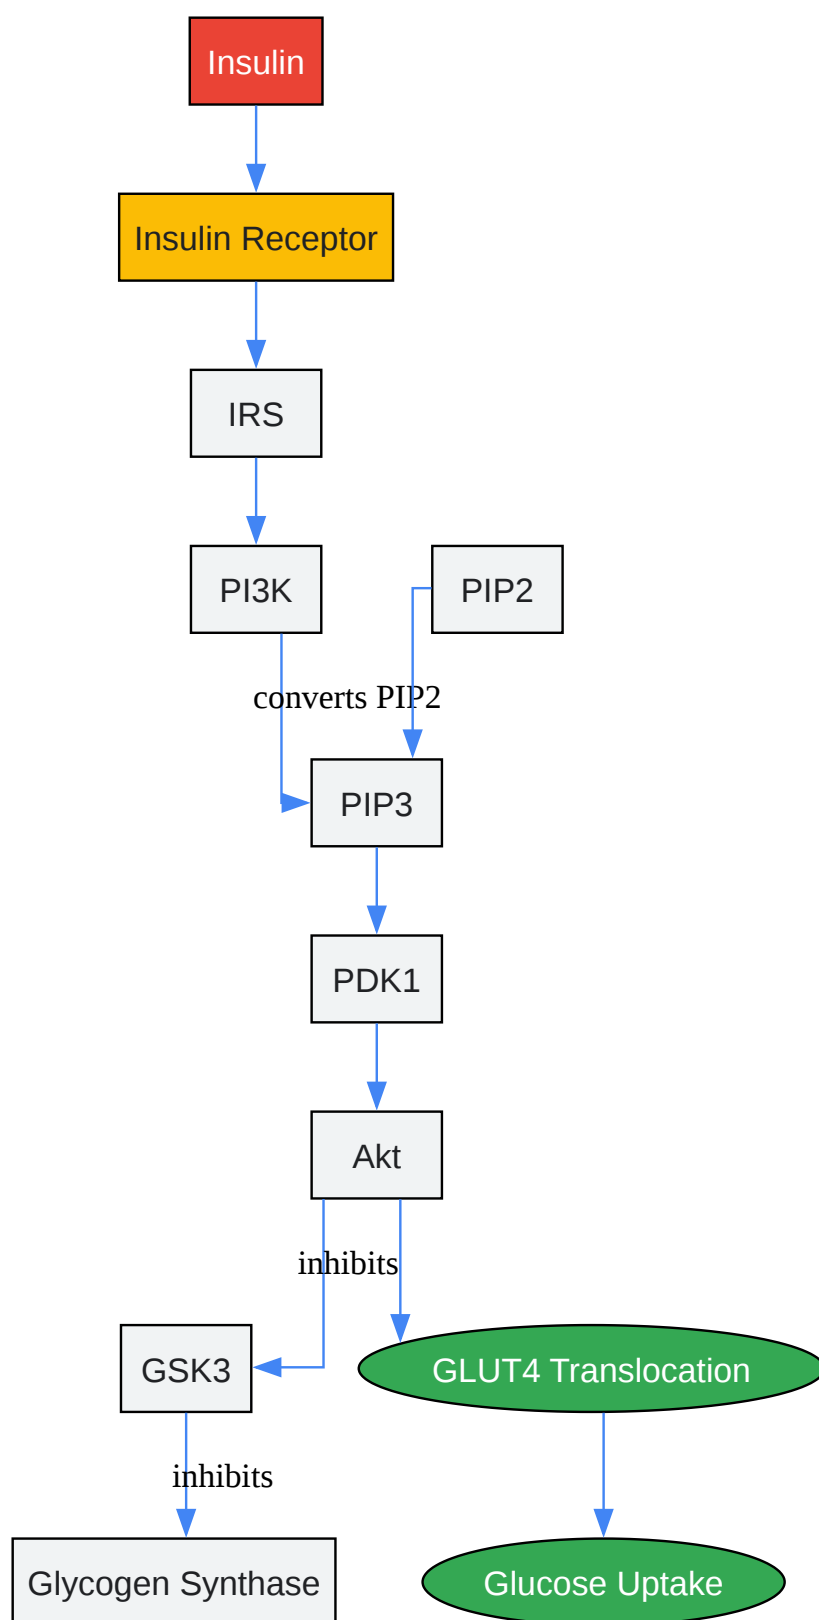 Insulin
Insulin Receptor
IRS
PI3K
PIP2
converts PIP2
PIP3
PDK1
Akt
inhibits
GSK3
GLUT4 Translocation
inhibits
Glycogen Synthase
Glucose Uptake